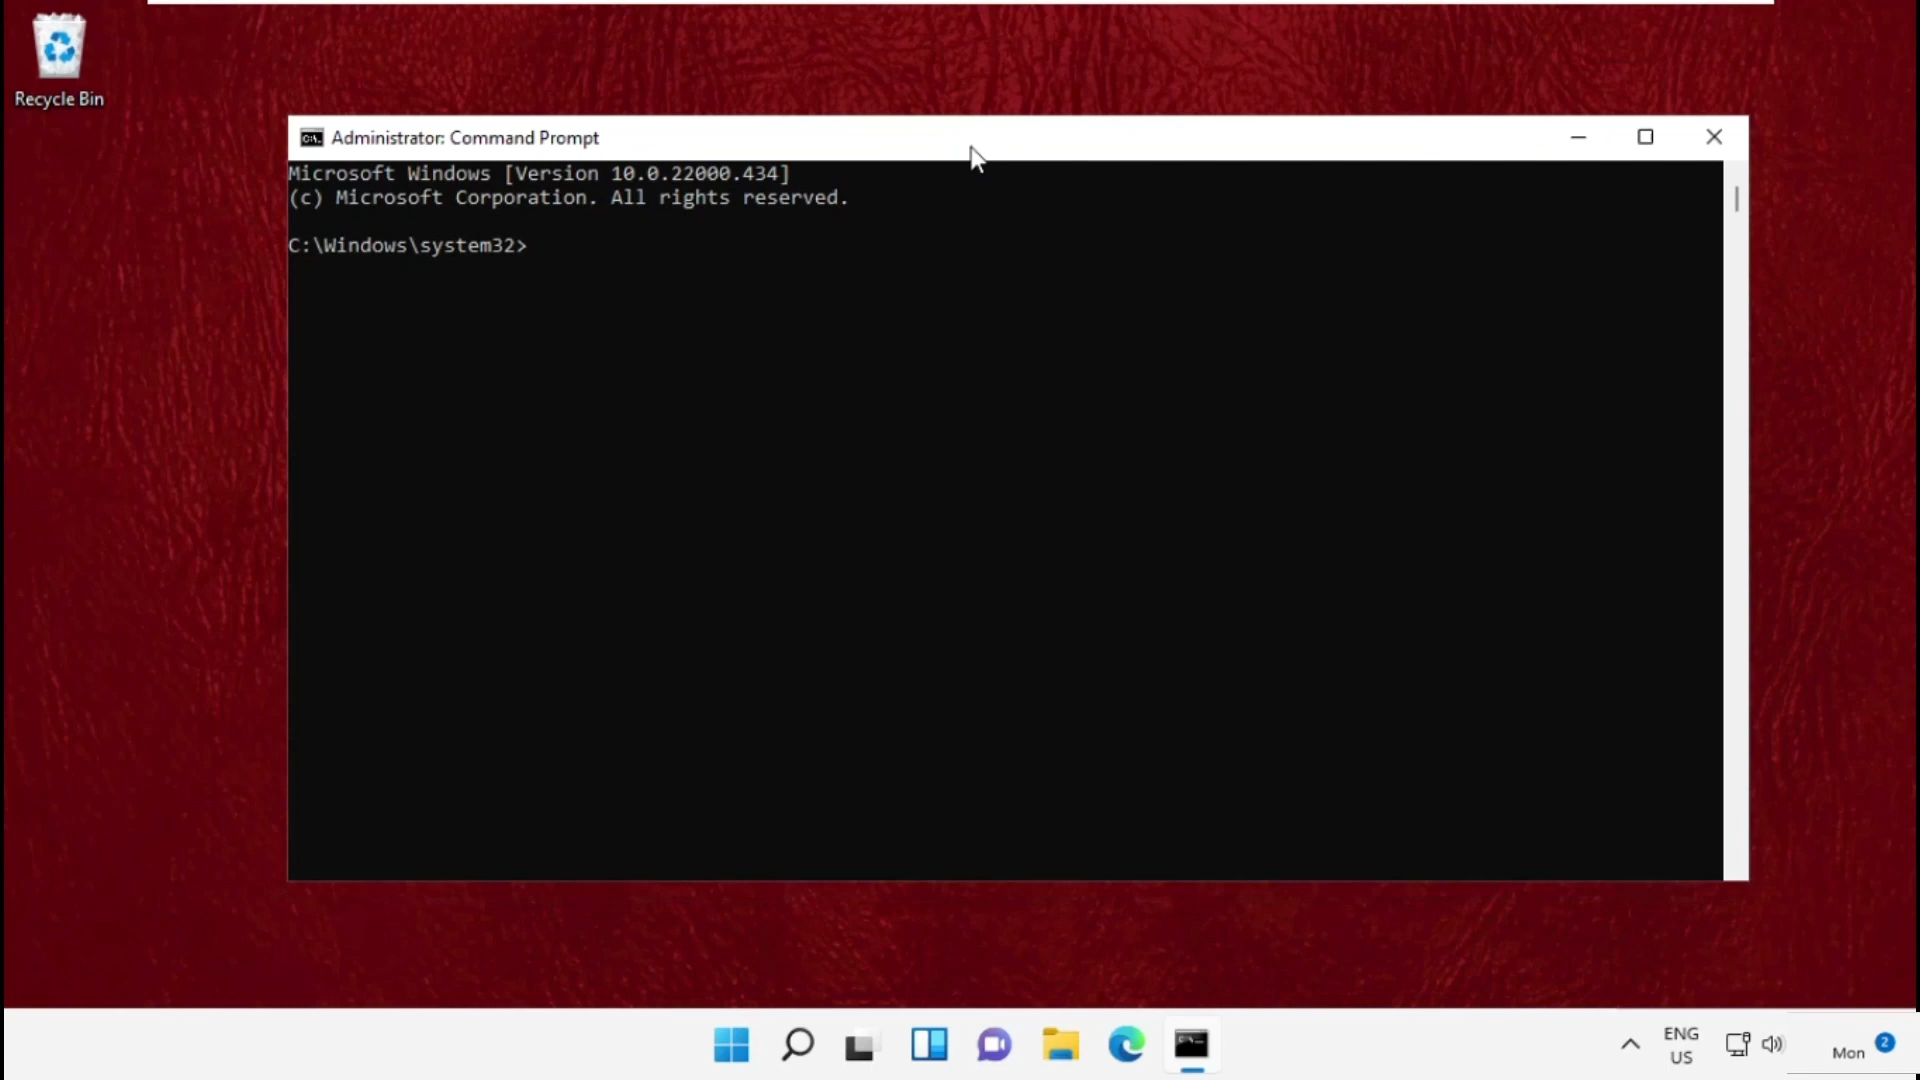 Recycle Bin
Administrator: Command Prompt
Microsoft Windows [Version 10.0.22000.434]
(c) Microsoft Corporation. All rights reserved.
C:\Windows\system32>
ENG
US
Mon
2